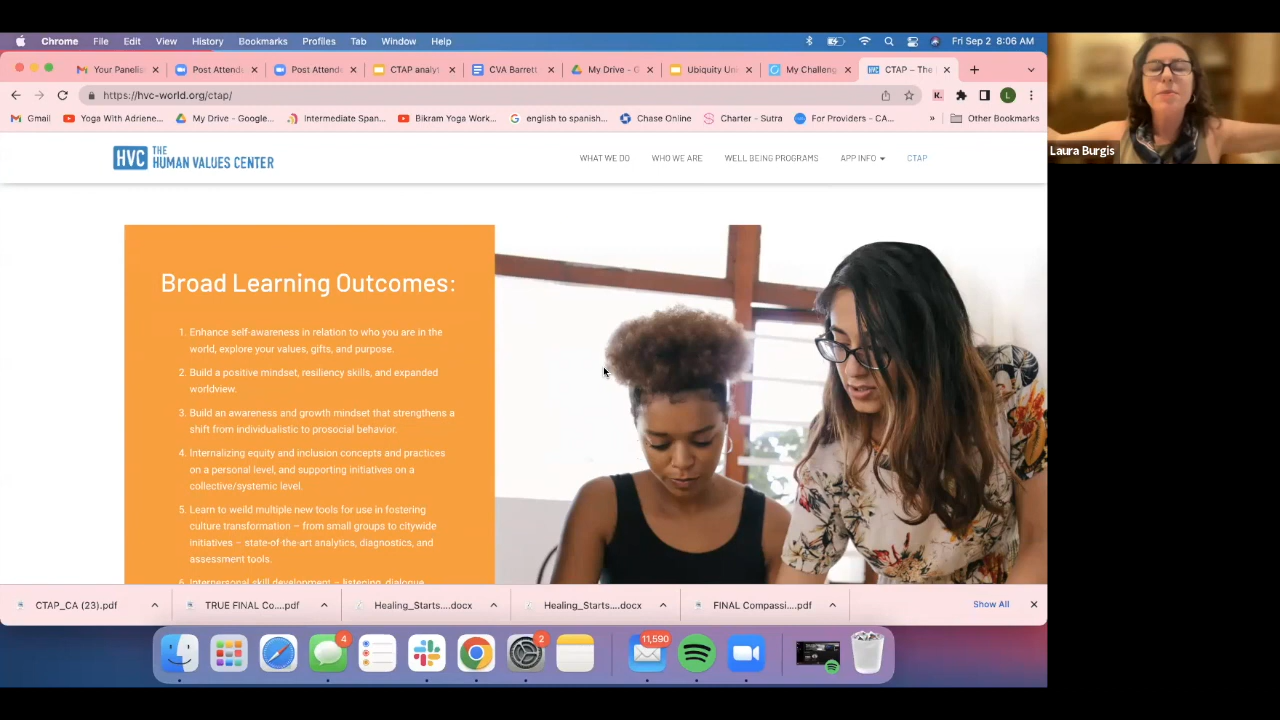 Chrome File Edit View History Bookmarks Profiles Tab Window Help Fri Sep 2 8:06 AM
Your Panelis Post Attend Post Attende CTAP analyt CVA Barrett My Drive - G Ubiquity Uni My Challeng CTAP – The
https://hvc-world.org/ctap/
Gmail Yoga With Adriene... My Drive - Google... Intermediate Span... Bikram Yoga Work... english to spanish... Chase Online Charter - Sutra For Providers - CA... » Other Bookmarks
HVC THE
HUMAN VALUES CENTER
WHAT WE DO WHO WE ARE WELL BEING PROGRAMS APP INFO CTAP
Laura Burgis
Broad Learning Outcomes:
1. Enhance self-awareness in relation to who you are in the
world, explore your values, gifts, and purpose.
2. Build a positive mindset, resiliency skills, and expanded
worldview.
3. Build an awareness and growth mindset that strengthens a
shift from individualistic to prosocial behavior.
4. Internalizing equity and inclusion concepts and practices
on a personal level, and supporting initiatives on a
collective/systemic level.
5. Learn to weild multiple new tools for use in fostering
culture transformation – from small groups to citywide
initiatives – state-of-the-art analytics, diagnostics, and
assessment tools.
6. Interpersonal skill development – listening, dialogue,
CTAP_CA (23).pdf TRUE FINAL Co....pdf Healing_Starts....docx Healing_Starts....docx FINAL Compassi....pdf Show All
4 2 11,590